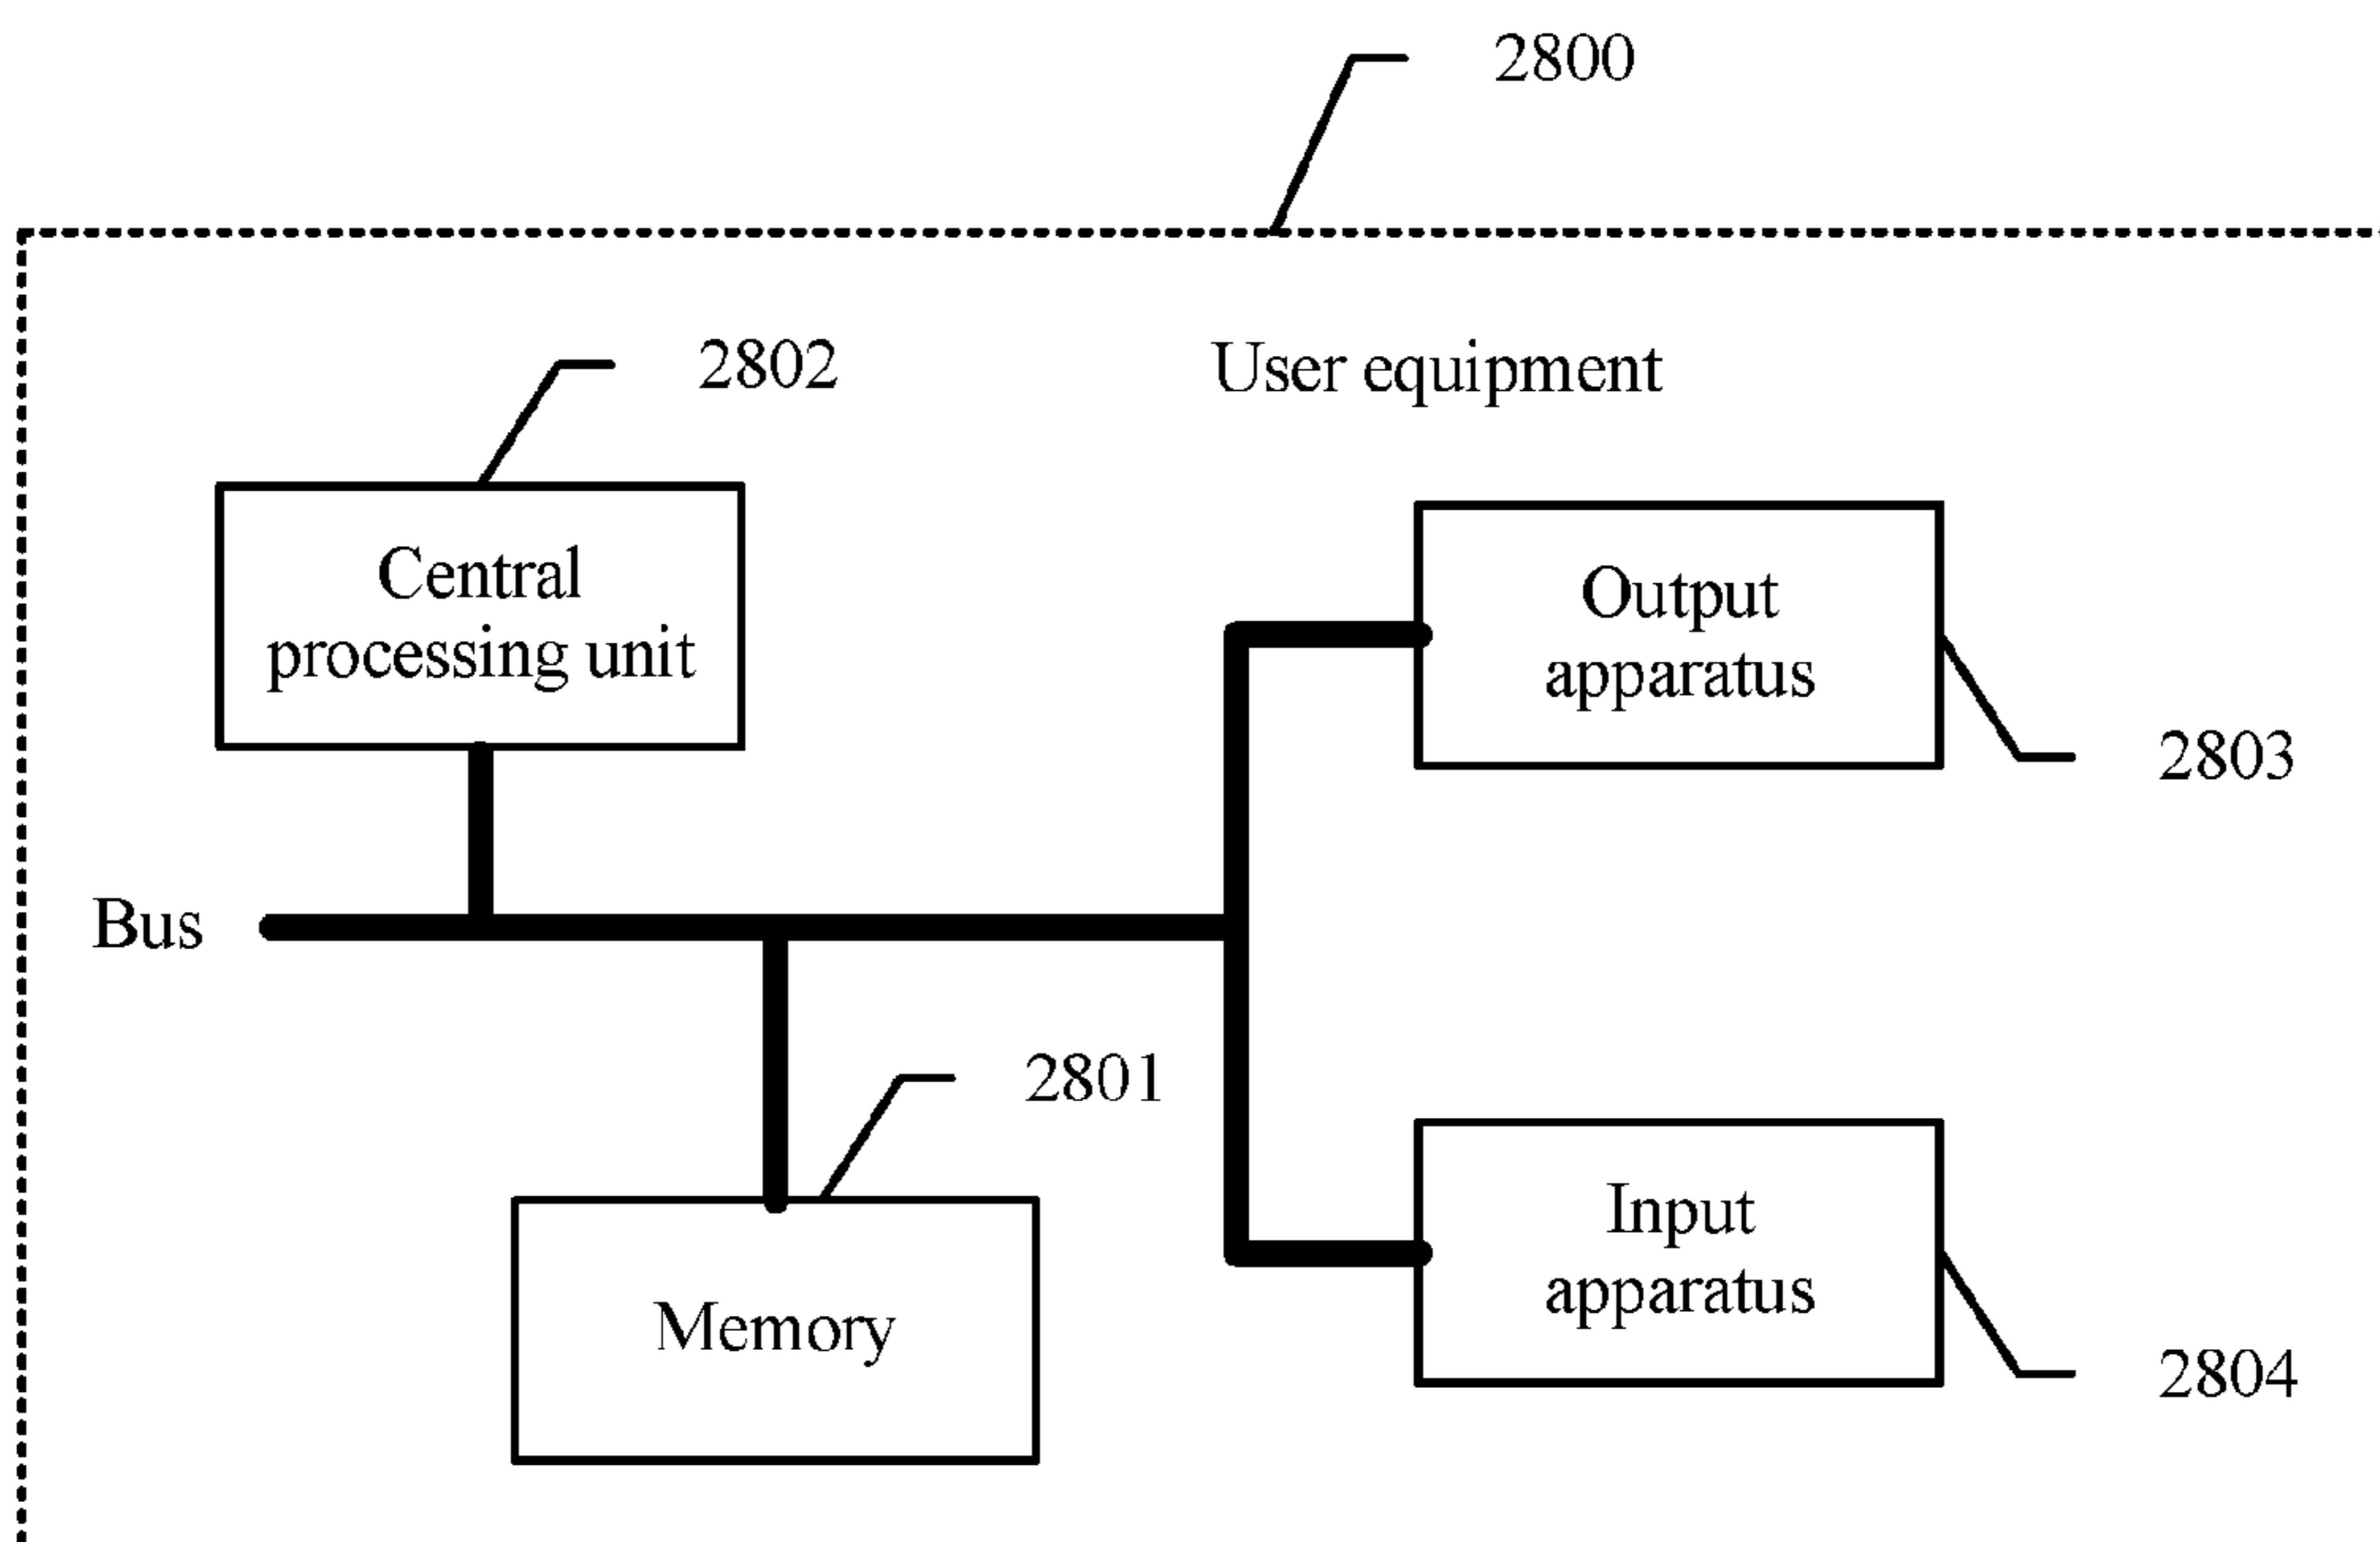 2800
2802
User equipment
Central
processing unit
Output
apparatus
2803
Bus
2801
Memory
Input
apparatus
2804